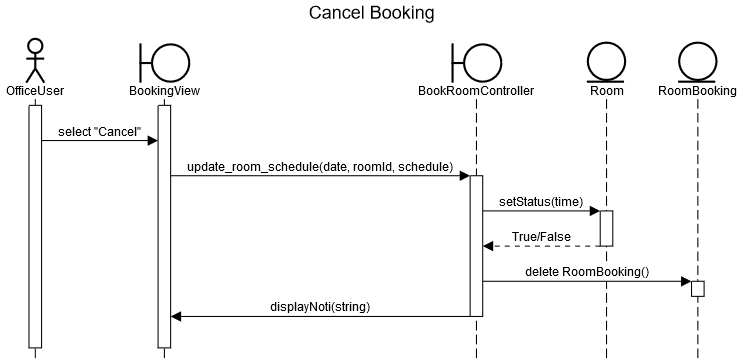 Cancel Booking
OfficeUser
BookingView
BookRoomController
Room
RoomBooking
select "Cancel"
update_room_schedule(date, roomId, schedule)
setStatus(time)
True/False
delete RoomBooking()
displayNoti(string)